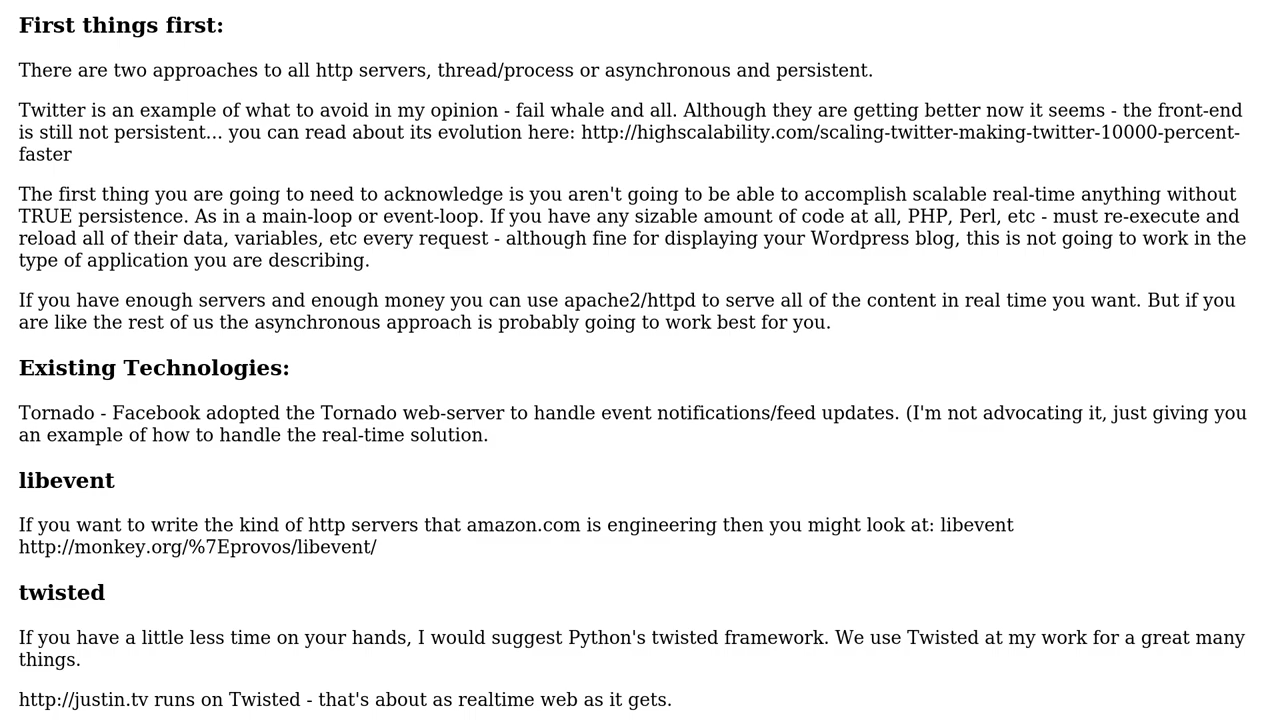 First things first:
There are two approaches to all http servers, thread/process or asynchronous and persistent.
Twitter is an example of what to avoid in my opinion - fail whale and all. Although they are getting better now it seems - the front-end
is still not persistent... you can read about its evolution here: http://highscalability.com/scaling-twitter-making-twitter-10000-percent-
faster
The first thing you are going to need to acknowledge is you aren't going to be able to accomplish scalable real-time anything without
TRUE persistence. As in a main-loop or event-loop. If you have any sizable amount of code at all, PHP, Perl, etc - must re-execute and
reload all of their data, variables, etc every request - although fine for displaying your Wordpress blog, this is not going to work in the
type of application you are describing.
If you have enough servers and enough money you can use apache2/httpd to serve all of the content in real time you want. But if you
are like the rest of us the asynchronous approach is probably going to work best for you.
Existing Technologies:
Tornado - Facebook adopted the Tornado web-server to handle event notifications/feed updates. (I'm not advocating it, just giving you
an example of how to handle the real-time solution.
libevent
If you want to write the kind of http servers that amazon.com is engineering then you might look at: libevent
http://monkey.org/%7Eprovos/libevent/
twisted
If you have a little less time on your hands, I would suggest Python's twisted framework. We use Twisted at my work for a great many
things.
http://justin.tv runs on Twisted - that's about as realtime web as it gets.